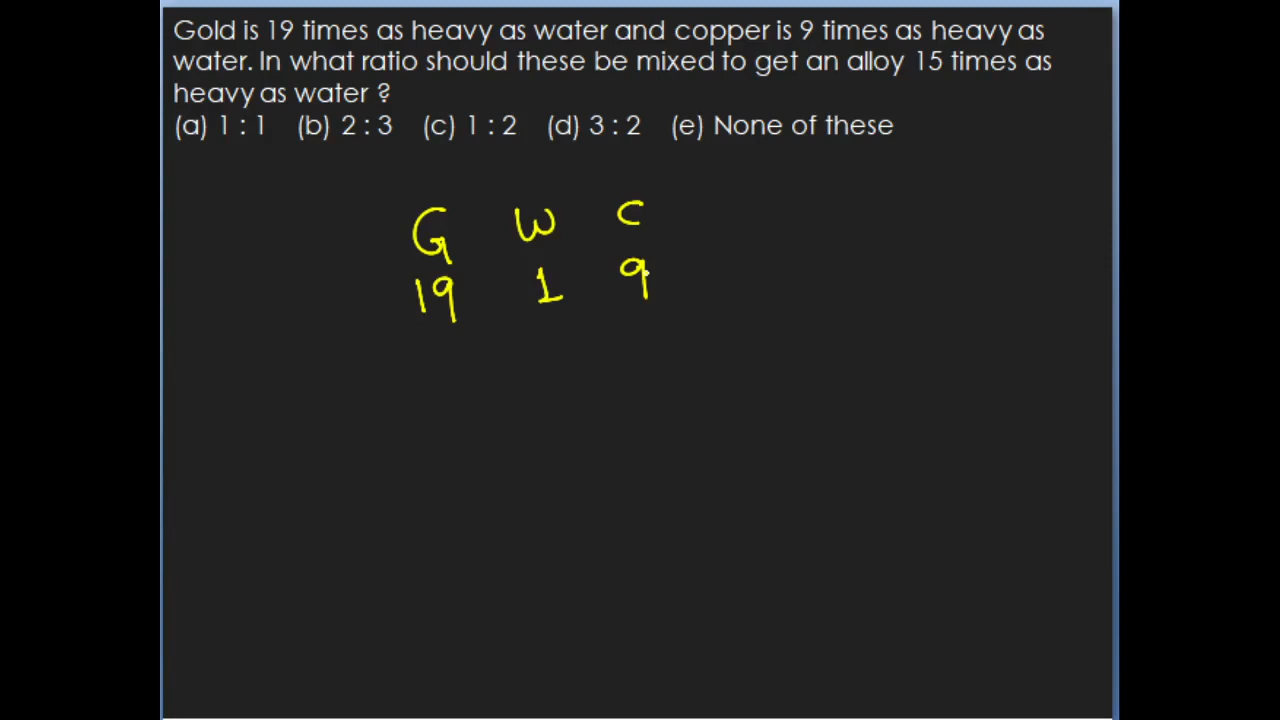 Gold is 19 times as heavy as water and copper is 9 times as heavy as
water. In what ratio should these be mixed to get an alloy 15 times as
heavy as water ?
(a) 1 : 1 (b) 2 : 3 (c) 1 : 2 (d) 3 : 2 (e) None of these
G W C
19 1 9